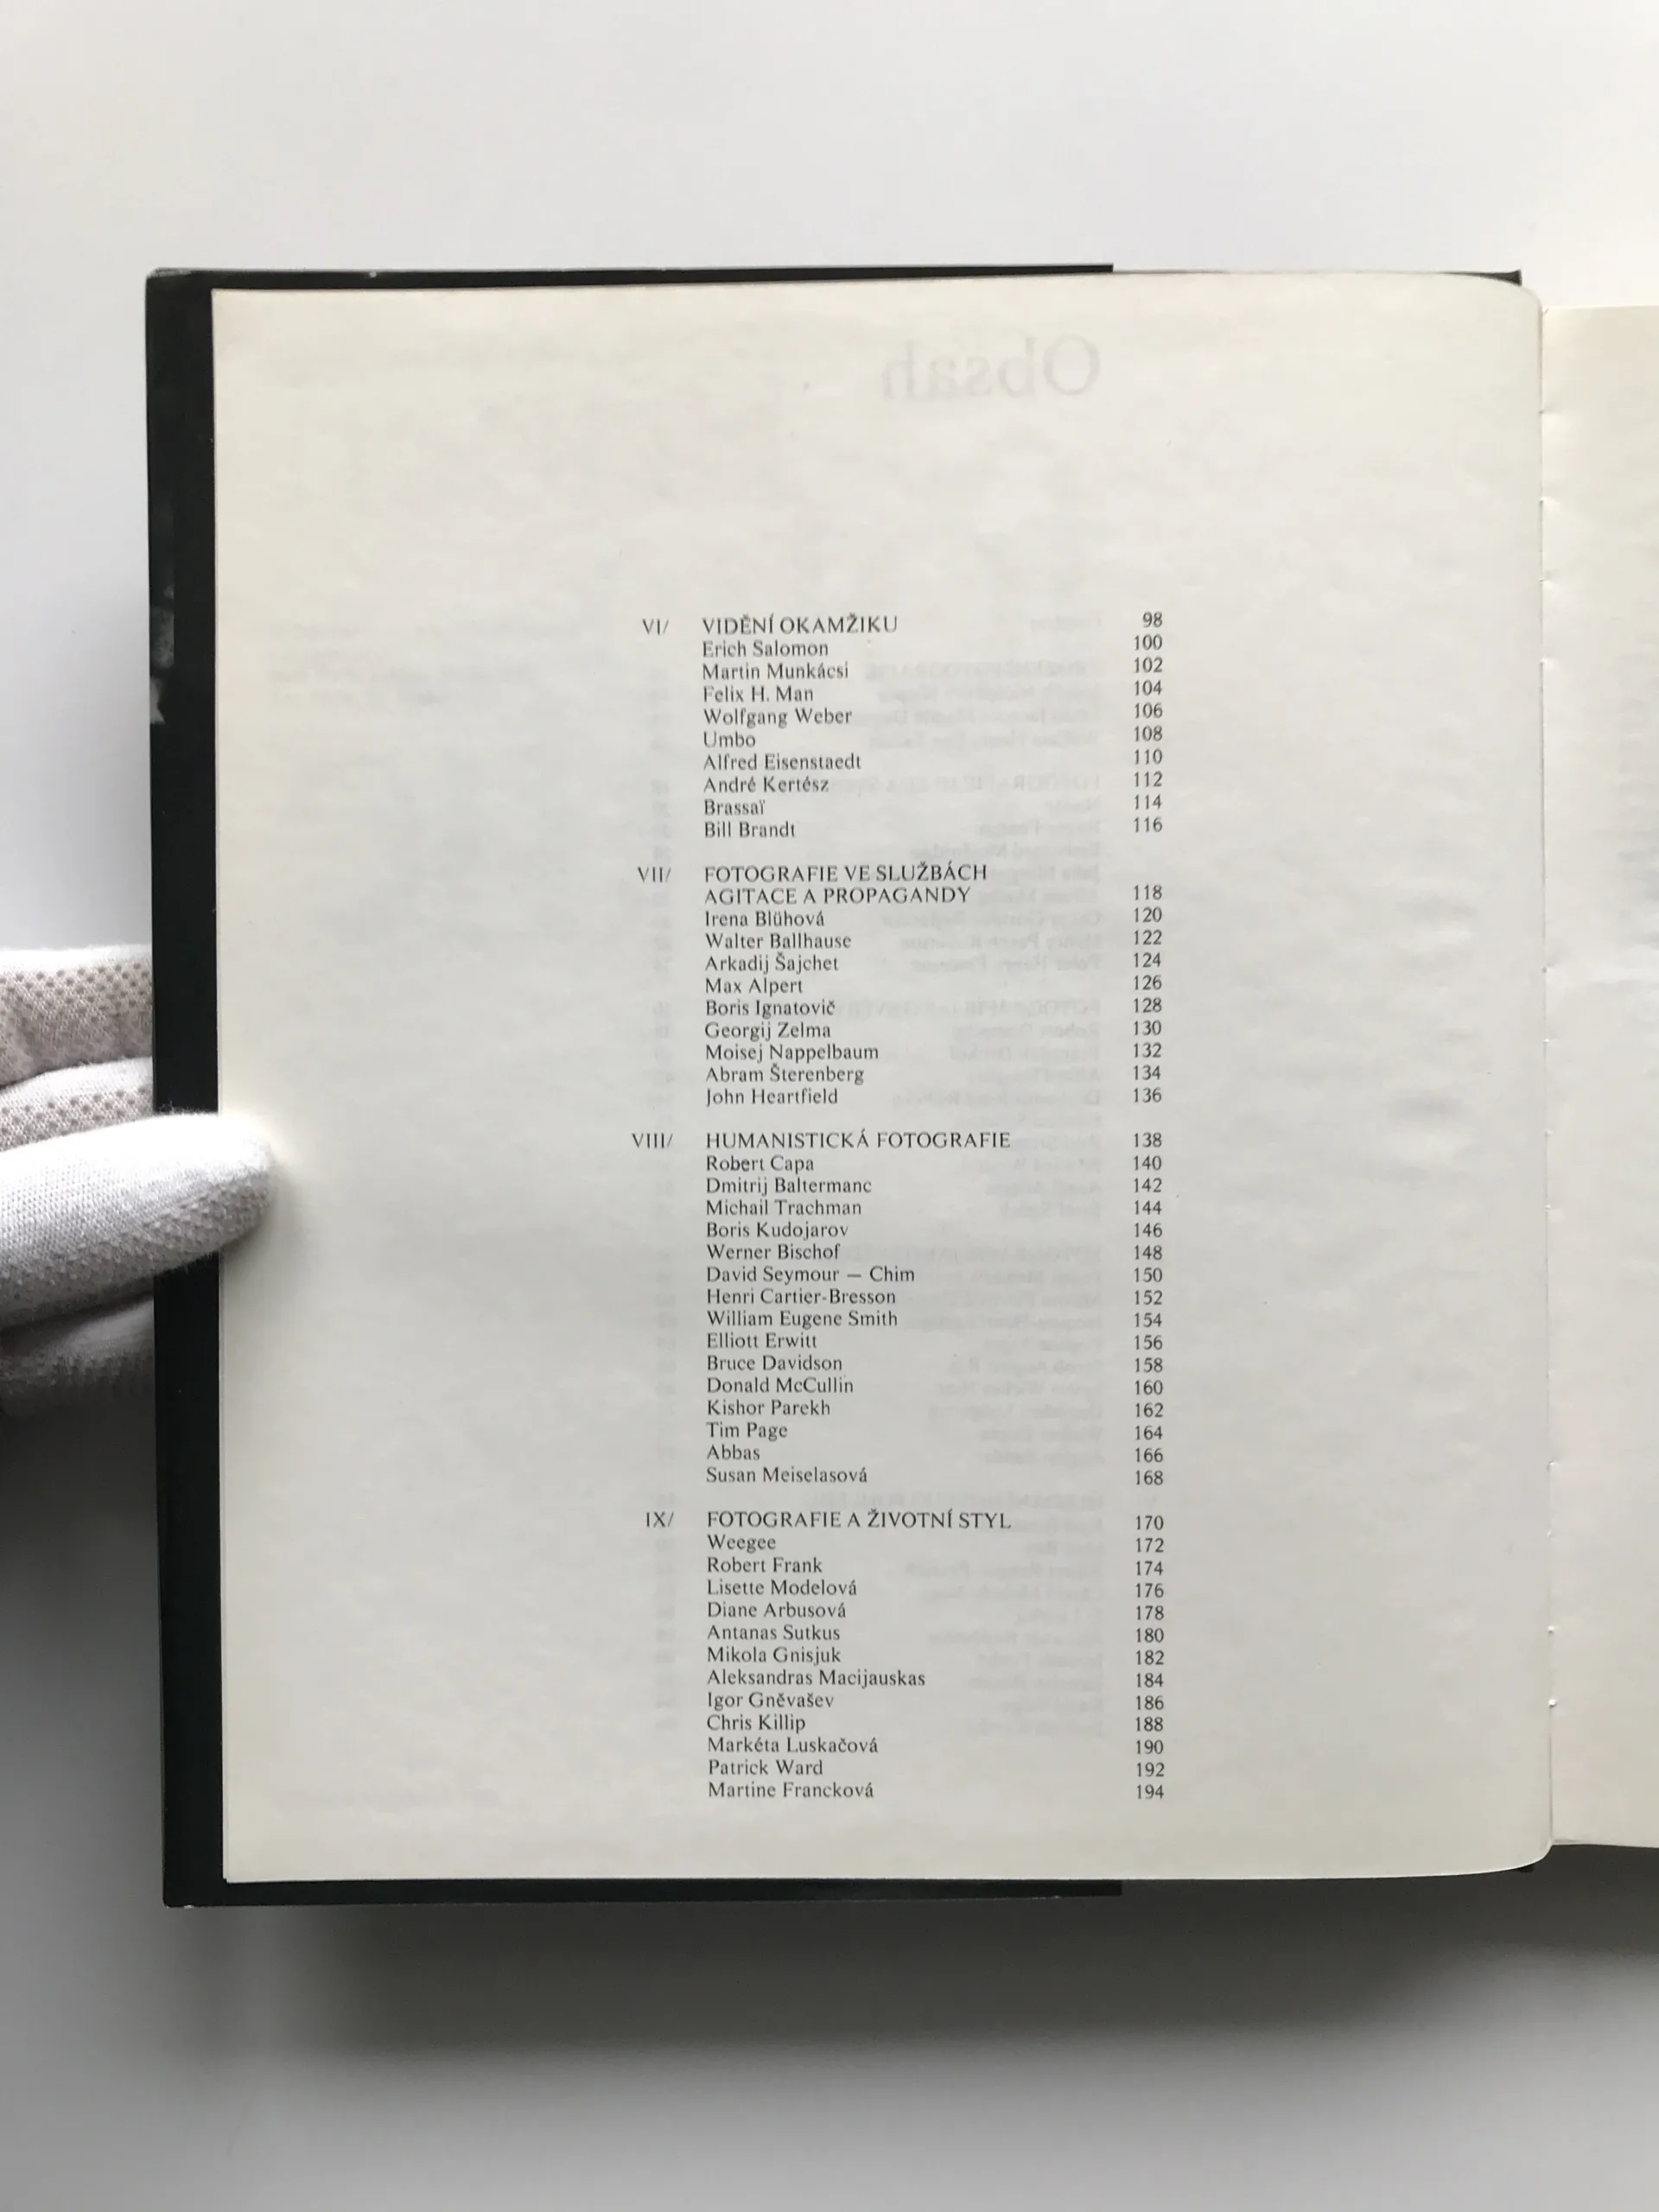 VI/ VIDĚNÍ OKAMŽIKU 98
Erich Salomon 100
Martin Munkácsi 102
Felix H. Man 104
Wolfgang Weber 106
Umbo 108
Alfred Eisenstaedt 110
André Kertész 112
Brassaï 114
Bill Brandt 116
VII/ FOTOGRAFIE VE SLUŽBÁCH
AGITACE A PROPAGANDY 118
Irena Blühová 120
Walter Ballhause 122
Arkadij Šajchet 124
Max Alpert 126
Boris Ignatovič 128
Georgij Zelma 130
Moisej Nappelbaum 132
Abram Šterenberg 134
John Heartfield 136
VIII/ HUMANISTICKÁ FOTOGRAFIE 138
Robert Capa 140
Dmitrij Baltermanc 142
Michail Trachman 144
Boris Kudojarov 146
Werner Bischof 148
David Seymour — Chim 150
Henri Cartier-Bresson 152
William Eugene Smith 154
Elliott Erwitt 156
Bruce Davidson 158
Donald McCullin 160
Kishor Parekh 162
Tim Page 164
Abbas 166
Susan Meiselasová 168
IX/ FOTOGRAFIE A ŽIVOTNÍ STYL 170
Weegee 172
Robert Frank 174
Lisette Modelová 176
Diane Arbusová 178
Antanas Sutkus 180
Mikola Gnisjuk 182
Aleksandras Macijauskas 184
Igor Gněvašev 186
Chris Killip 188
Markéta Luskačová 190
Patrick Ward 192
Martine Francková 194